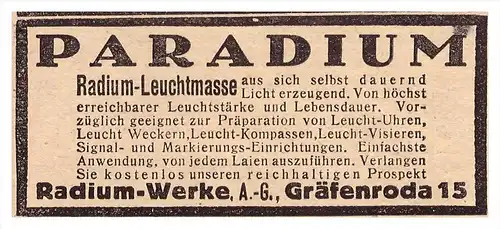 PARADIUM
Radium-Leuchtmasse aus sich selbst dauernd
Licht erzeugend. Von höchst
erreichbarer Leuchtstärke und Lebensdauer. Vor-
züglich geeignet zur Präparation von Leucht-Uhren,
Leucht Weckern, Leucht-Kompassen, Leucht-Visieren,
Signal- und Markierungs-Einrichtungen. Einfachste
Anwendung, von jedem Laien auszuführen. Verlangen
Sie kostenlos unseren reichhaltigen Prospekt
Radium-Werke, A.-G., Gräfenroda 15